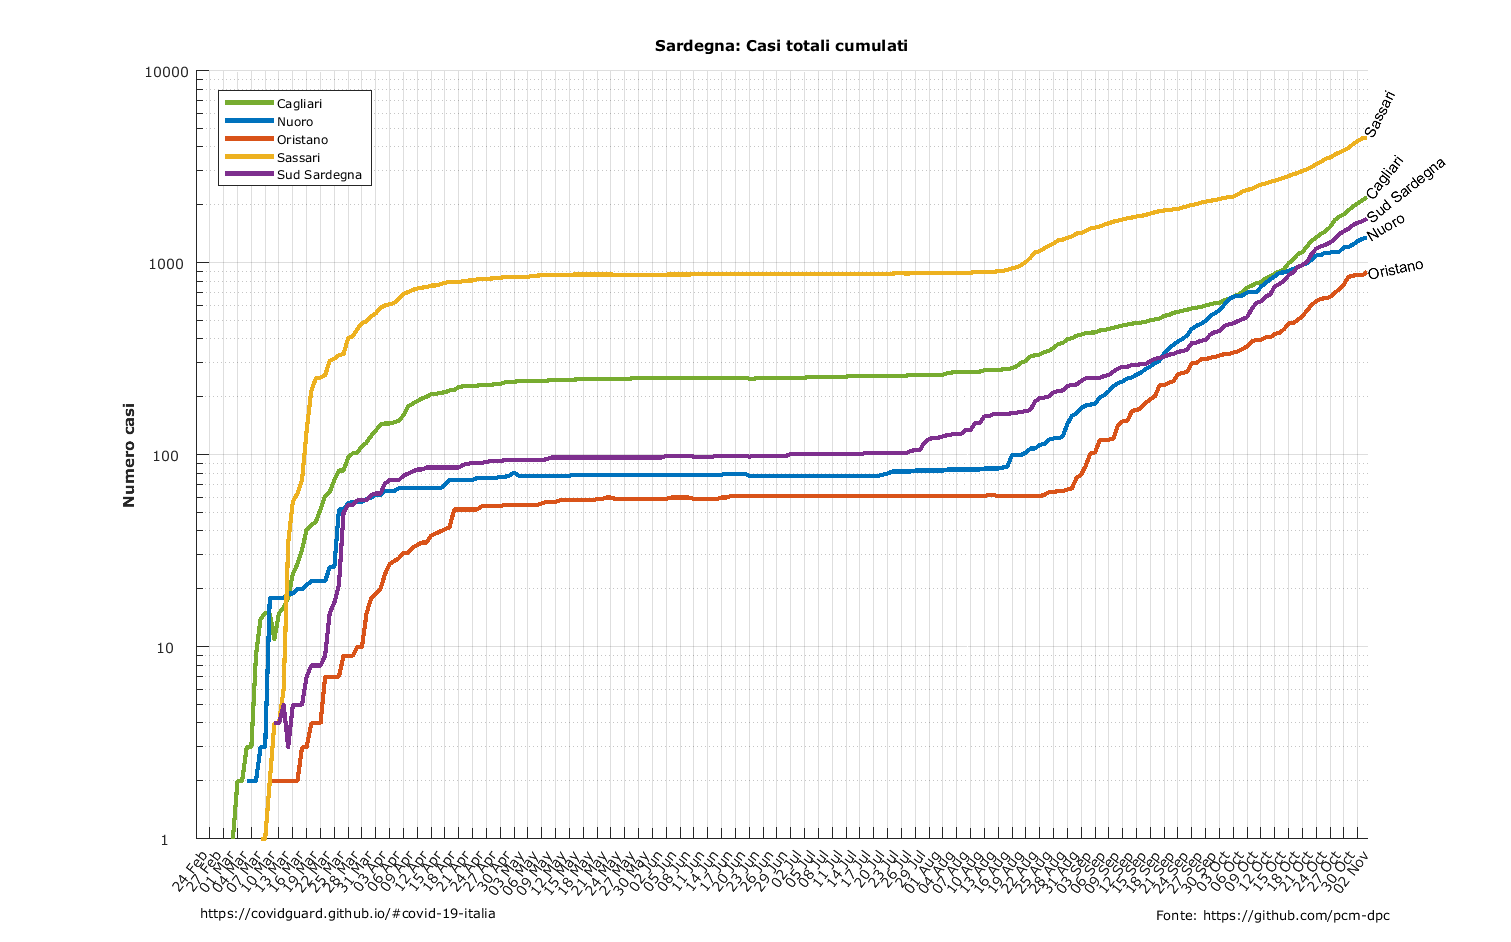 Sardegna: Casi totali cumulati
10000
1000
100
10
1
Numero casi
Cagliari
Nuoro
Oristano
Sassari
Sud Sardegna
Sassari
Cagliari
Sud Sardegna
Nuoro
Oristano
24 Feb
27 Feb
01 Mar
04 Mar
07 Mar
10 Mar
13 Mar
16 Mar
19 Mar
22 Mar
25 Mar
28 Mar
31 Mar
03 Apr
06 Apr
09 Apr
12 Apr
15 Apr
18 Apr
21 Apr
24 Apr
27 Apr
30 Apr
03 May
06 May
09 May
12 May
15 May
18 May
21 May
24 May
27 May
30 May
02 Jun
05 Jun
08 Jun
11 Jun
14 Jun
17 Jun
20 Jun
23 Jun
26 Jun
29 Jun
02 Jul
05 Jul
08 Jul
11 Jul
14 Jul
17 Jul
20 Jul
23 Jul
26 Jul
29 Jul
01 Aug
04 Aug
07 Aug
10 Aug
13 Aug
16 Aug
19 Aug
22 Aug
25 Aug
28 Aug
31 Aug
03 Sep
06 Sep
09 Sep
12 Sep
15 Sep
18 Sep
21 Sep
24 Sep
27 Sep
30 Sep
03 Oct
06 Oct
09 Oct
12 Oct
15 Oct
18 Oct
21 Oct
24 Oct
27 Oct
30 Oct
02 Nov
https://covidguard.github.io/#covid-19-italia
Fonte: https://github.com/pcm-dpc